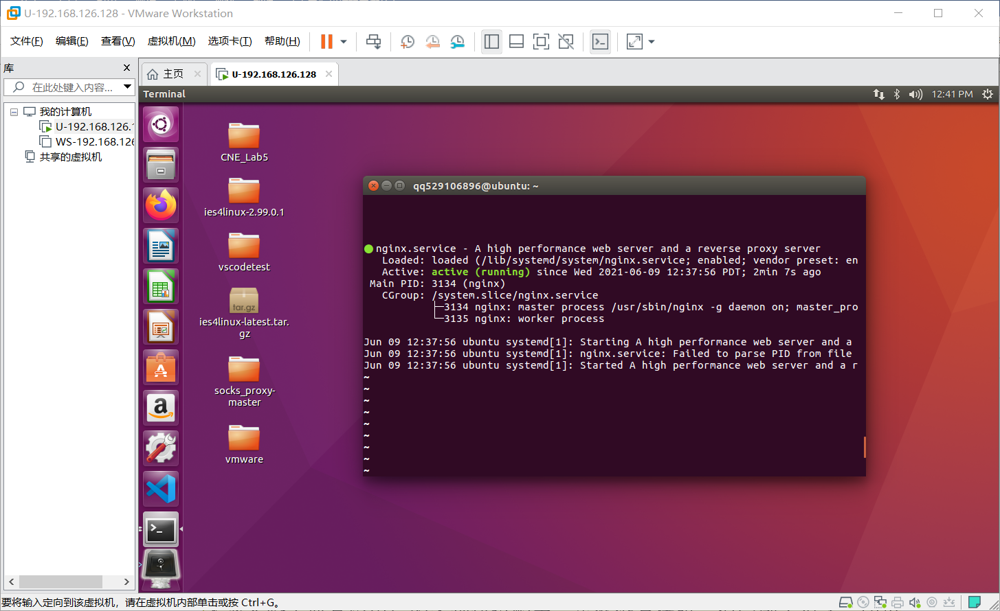 U-192.168.126.128 - VMware Workstation
文件(F) 编辑(E) 查看(V) 虚拟机(M) 选项卡(T) 帮助(H)
库
在此处键入内容...
我的计算机
U-192.168.126.1
WS-192.168.126
共享的虚拟机
主页 U-192.168.126.128
Terminal 12:41 PM
CNE_Lab5
ies4linux-2.99.0.1
vscodetest
tar.gz
ies4linux-latest.tar.
gz
socks_proxy-
master
vmware
qq529106896@ubuntu: ~
nginx.service - A high performance web server and a reverse proxy server
Loaded: loaded (/lib/systemd/system/nginx.service; enabled; vendor preset: en
Active: active (running) since Wed 2021-06-09 12:37:56 PDT; 2min 7s ago
Main PID: 3134 (nginx)
CGroup: /system.slice/nginx.service
├─3134 nginx: master process /usr/sbin/nginx -g daemon on; master_pro
└─3135 nginx: worker process
Jun 09 12:37:56 ubuntu systemd[1]: Starting A high performance web server and a
Jun 09 12:37:56 ubuntu systemd[1]: nginx.service: Failed to parse PID from file
Jun 09 12:37:56 ubuntu systemd[1]: Started A high performance web server and a r
~
~
~
~
~
~
~
~
~
要将输入定向到该虚拟机，请在虚拟机内部单击或按 Ctrl+G。